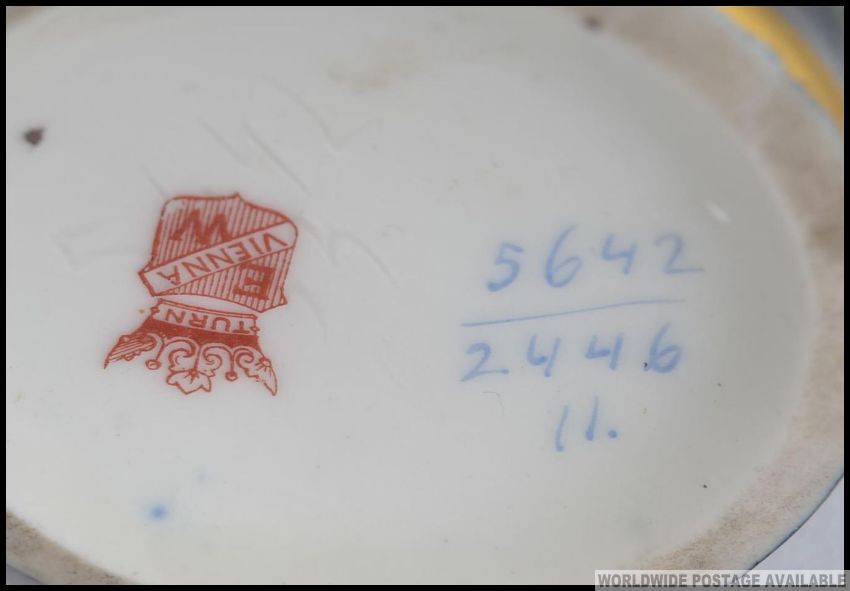 TURN
E
VIENNA
W
5642
2446
11.
WORLDWIDE POSTAGE AVAILABLE